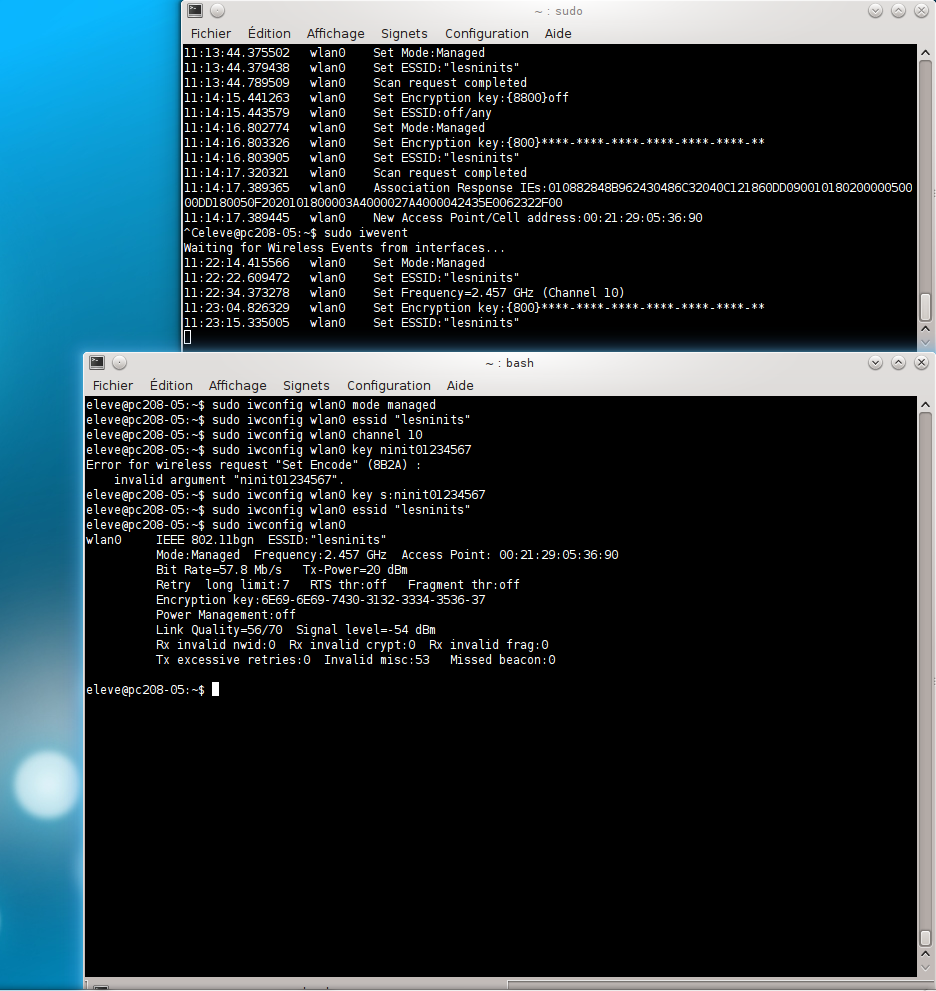 ~ : sudo
Fichier Édition Affichage Signets Configuration Aide
11:13:44.375502 wlan0 Set Mode:Managed
11:13:44.379438 wlan0 Set ESSID:"lesninits"
11:13:44.789509 wlan0 Scan request completed
11:14:15.441263 wlan0 Set Encryption key:{8800}off
11:14:15.443579 wlan0 Set ESSID:off/any
11:14:16.802774 wlan0 Set Mode:Managed
11:14:16.803326 wlan0 Set Encryption key:{800}****-****-****-****-****-****-**
11:14:16.803905 wlan0 Set ESSID:"lesninits"
11:14:17.320321 wlan0 Scan request completed
11:14:17.389365 wlan0 Association Response IEs:010882848B962430486C32040C121860DD090010180200000500
00DD180050F2020101800003A4000027A4000042435E0062322F00
11:14:17.389445 wlan0 New Access Point/Cell address:00:21:29:05:36:90
^Celeve@pc208-05:~$ sudo iwevent
Waiting for Wireless Events from interfaces...
11:22:14.415566 wlan0 Set Mode:Managed
11:22:22.609472 wlan0 Set ESSID:"lesninits"
11:22:34.373278 wlan0 Set Frequency=2.457 GHz (Channel 10)
11:23:04.826329 wlan0 Set Encryption key:{800}****-****-****-****-****-****-**
11:23:15.335005 wlan0 Set ESSID:"lesninits"
~ : bash
Fichier Édition Affichage Signets Configuration Aide
eleve@pc208-05:~$ sudo iwconfig wlan0 mode managed
eleve@pc208-05:~$ sudo iwconfig wlan0 essid "lesninits"
eleve@pc208-05:~$ sudo iwconfig wlan0 channel 10
eleve@pc208-05:~$ sudo iwconfig wlan0 key ninit01234567
Error for wireless request "Set Encode" (8B2A) :
invalid argument "ninit01234567".
eleve@pc208-05:~$ sudo iwconfig wlan0 key s:ninit01234567
eleve@pc208-05:~$ sudo iwconfig wlan0 essid "lesninits"
eleve@pc208-05:~$ sudo iwconfig wlan0
wlan0 IEEE 802.11bgn ESSID:"lesninits"
Mode:Managed Frequency:2.457 GHz Access Point: 00:21:29:05:36:90
Bit Rate=57.8 Mb/s Tx-Power=20 dBm
Retry long limit:7 RTS thr:off Fragment thr:off
Encryption key:6E69-6E69-7430-3132-3334-3536-37
Power Management:off
Link Quality=56/70 Signal level=-54 dBm
Rx invalid nwid:0 Rx invalid crypt:0 Rx invalid frag:0
Tx excessive retries:0 Invalid misc:53 Missed beacon:0
eleve@pc208-05:~$